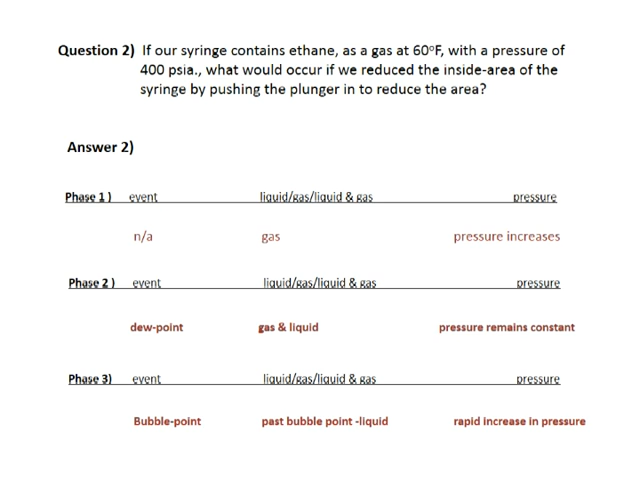 Question 2) If our syringe contains ethane, as a gas at 60°F, with a pressure of
400 psia., what would occur if we reduced the inside-area of the
syringe by pushing the plunger in to reduce the area?
Answer 2)
Phase 1 ) event liquid/gas/liquid & gas pressure
n/a gas pressure increases
Phase 2 ) event liquid/gas/liquid & gas pressure
dew-point gas & liquid pressure remains constant
Phase 3) event liquid/gas/liquid & gas pressure
Bubble-point past bubble point -liquid rapid increase in pressure